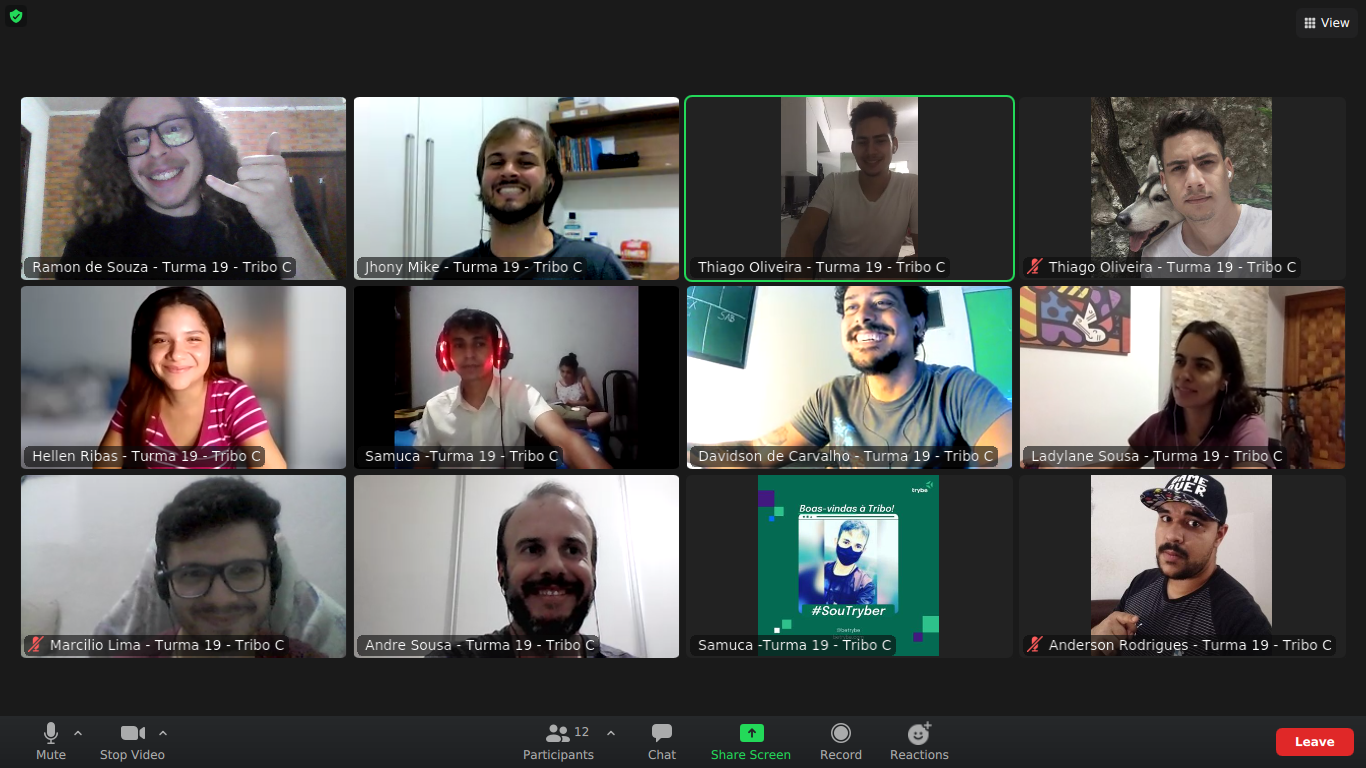 View
Ramon de Souza - Turma 19 - Tribo C
Jhony Mike - Turma 19 - Tribo C
Thiago Oliveira - Turma 19 - Tribo C
Thiago Oliveira - Turma 19 - Tribo C
Hellen Ribas - Turma 19 - Tribo C
Samuca -Turma 19 - Tribo C
Davidson de Carvalho - Turma 19 - Tribo C
Ladylane Sousa - Turma 19 - Tribo C
trybe
Boas-vindas à Tribo!
#SouTryber
Marcilio Lima - Turma 19 - Tribo C
Andre Sousa - Turma 19 - Tribo C
Samuca -Turma 19 - Tribo C
Anderson Rodrigues - Turma 19 - Tribo C
Mute
Stop Video
12
Participants
Chat
Share Screen
Record
Reactions
Leave